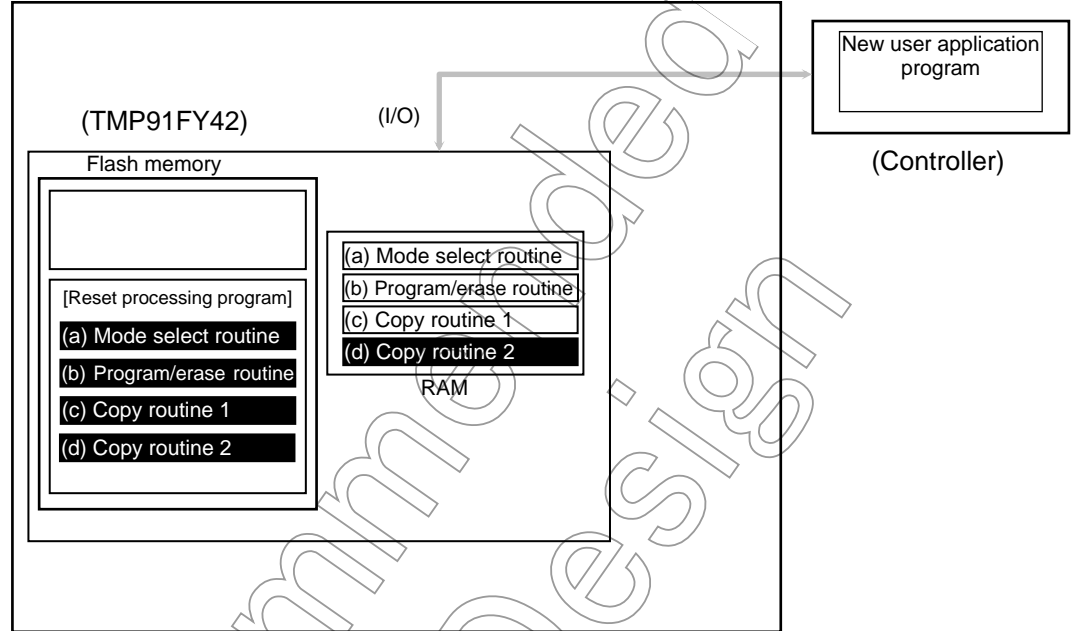 New user application
program
(TMP91FY42)
(I/O)
(Controller)
Flash memory
(a) Mode select routine
(b) Program/erase routine
(c) Copy routine 1
(d) Copy routine 2
RAM
[Reset processing program]
(a) Mode select routine
(b) Program/erase routine
(c) Copy routine 1
(d) Copy routine 2